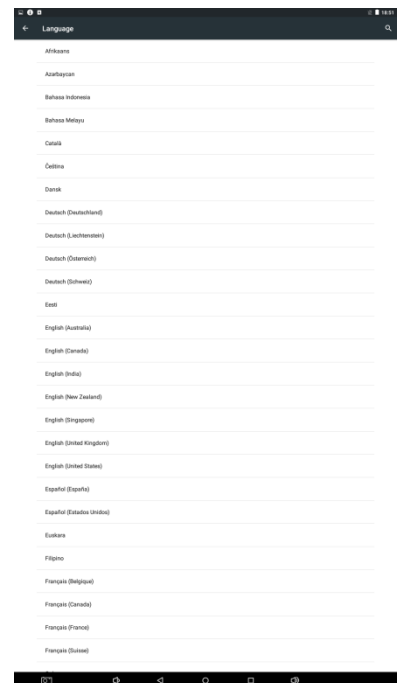 10:51
Language
Afrikaans
Azərbaycan
Bahasa Indonesia
Bahasa Melayu
Català
Čeština
Dansk
Deutsch (Deutschland)
Deutsch (Liechtenstein)
Deutsch (Österreich)
Deutsch (Schweiz)
Eesti
English (Australia)
English (Canada)
English (India)
English (New Zealand)
English (Singapore)
English (United Kingdom)
English (United States)
Español (España)
Español (Estados Unidos)
Euskara
Filipino
Français (Belgique)
Français (Canada)
Français (France)
Français (Suisse)